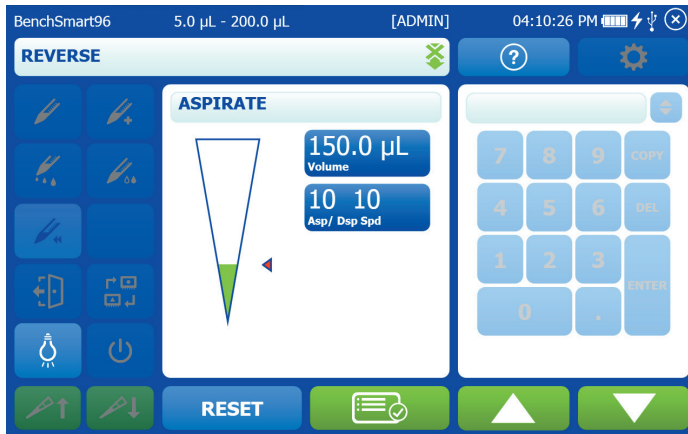 BenchSmart96 5.0 µL - 200.0 µL [ADMIN] 04:10:26 PM
REVERSE
?
ASPIRATE
150.0 µL
Volume
10 10
Asp/ Dsp Spd
7 8 9 COPY
4 5 6 DEL
1 2 3
ENTER
0 .
RESET